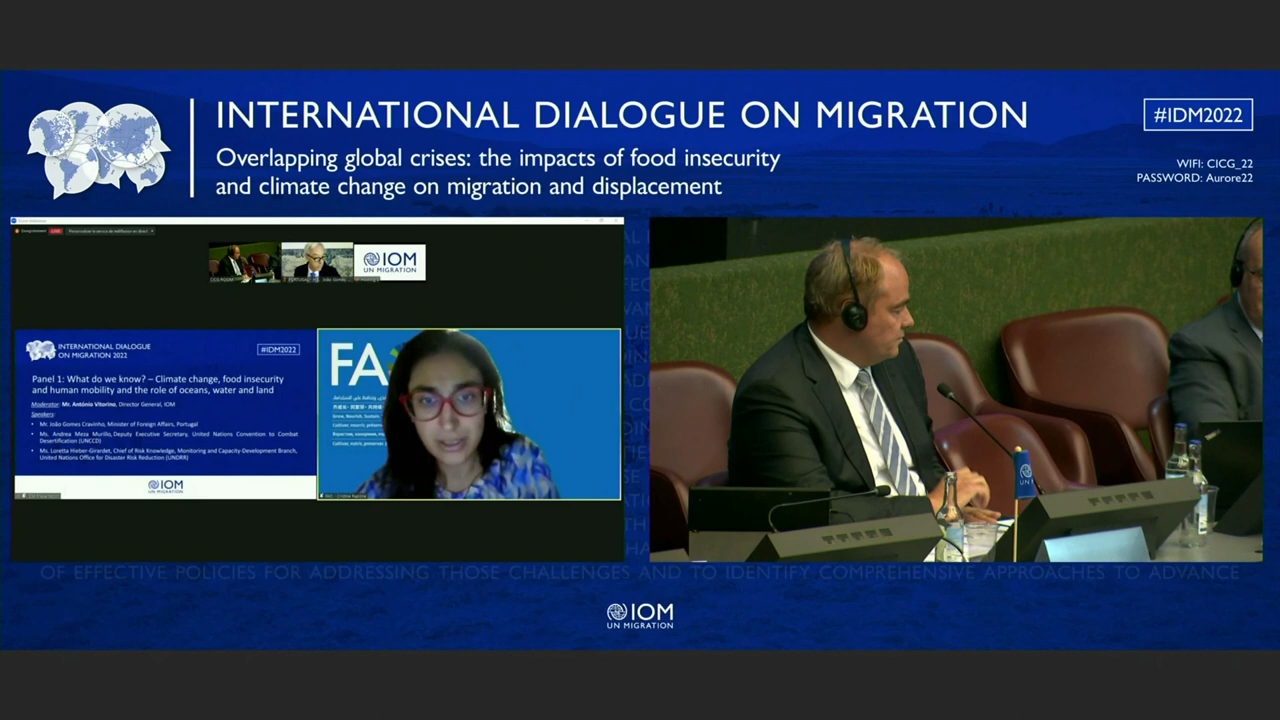 INTERNATIONAL DIALOGUE ON MIGRATION
Overlapping global crises: the impacts of food insecurity
and climate change on migration and displacement
#IDM2022
WIFI: CICG_22
PASSWORD: Aurore22
Enregistrement LIVE
CICG ROOM
IOM
UN MIGRATION
INTERNATIONAL DIALOGUE
ON MIGRATION 2022
#IDM2022
Panel 1: What do we know? – Climate change, food insecurity
and human mobility and the role of oceans, water and land
Moderator: Mr. António Vitorino, Director General, IOM
Speakers:
• Mr. João Gomes Cravinho, Minister of Foreign Affairs, Portugal
• Ms. Andrea Meza Murillo, Deputy Executive Secretary, United Nations Convention to Combat
Desertification (UNCCD)
• Ms. Loretta Hieber-Girardet, Chief of Risk Knowledge, Monitoring and Capacity-Development Branch,
United Nations Office for Disaster Risk Reduction (UNDRR)
IOM
UN MIGRATION
FA
OF EFFECTIVE POLICIES FOR ADDRESSING THOSE CHALLENGES AND TO IDENTIFY COMPREHENSIVE APPROACHES TO ADVANCE
IOM
UN MIGRATION